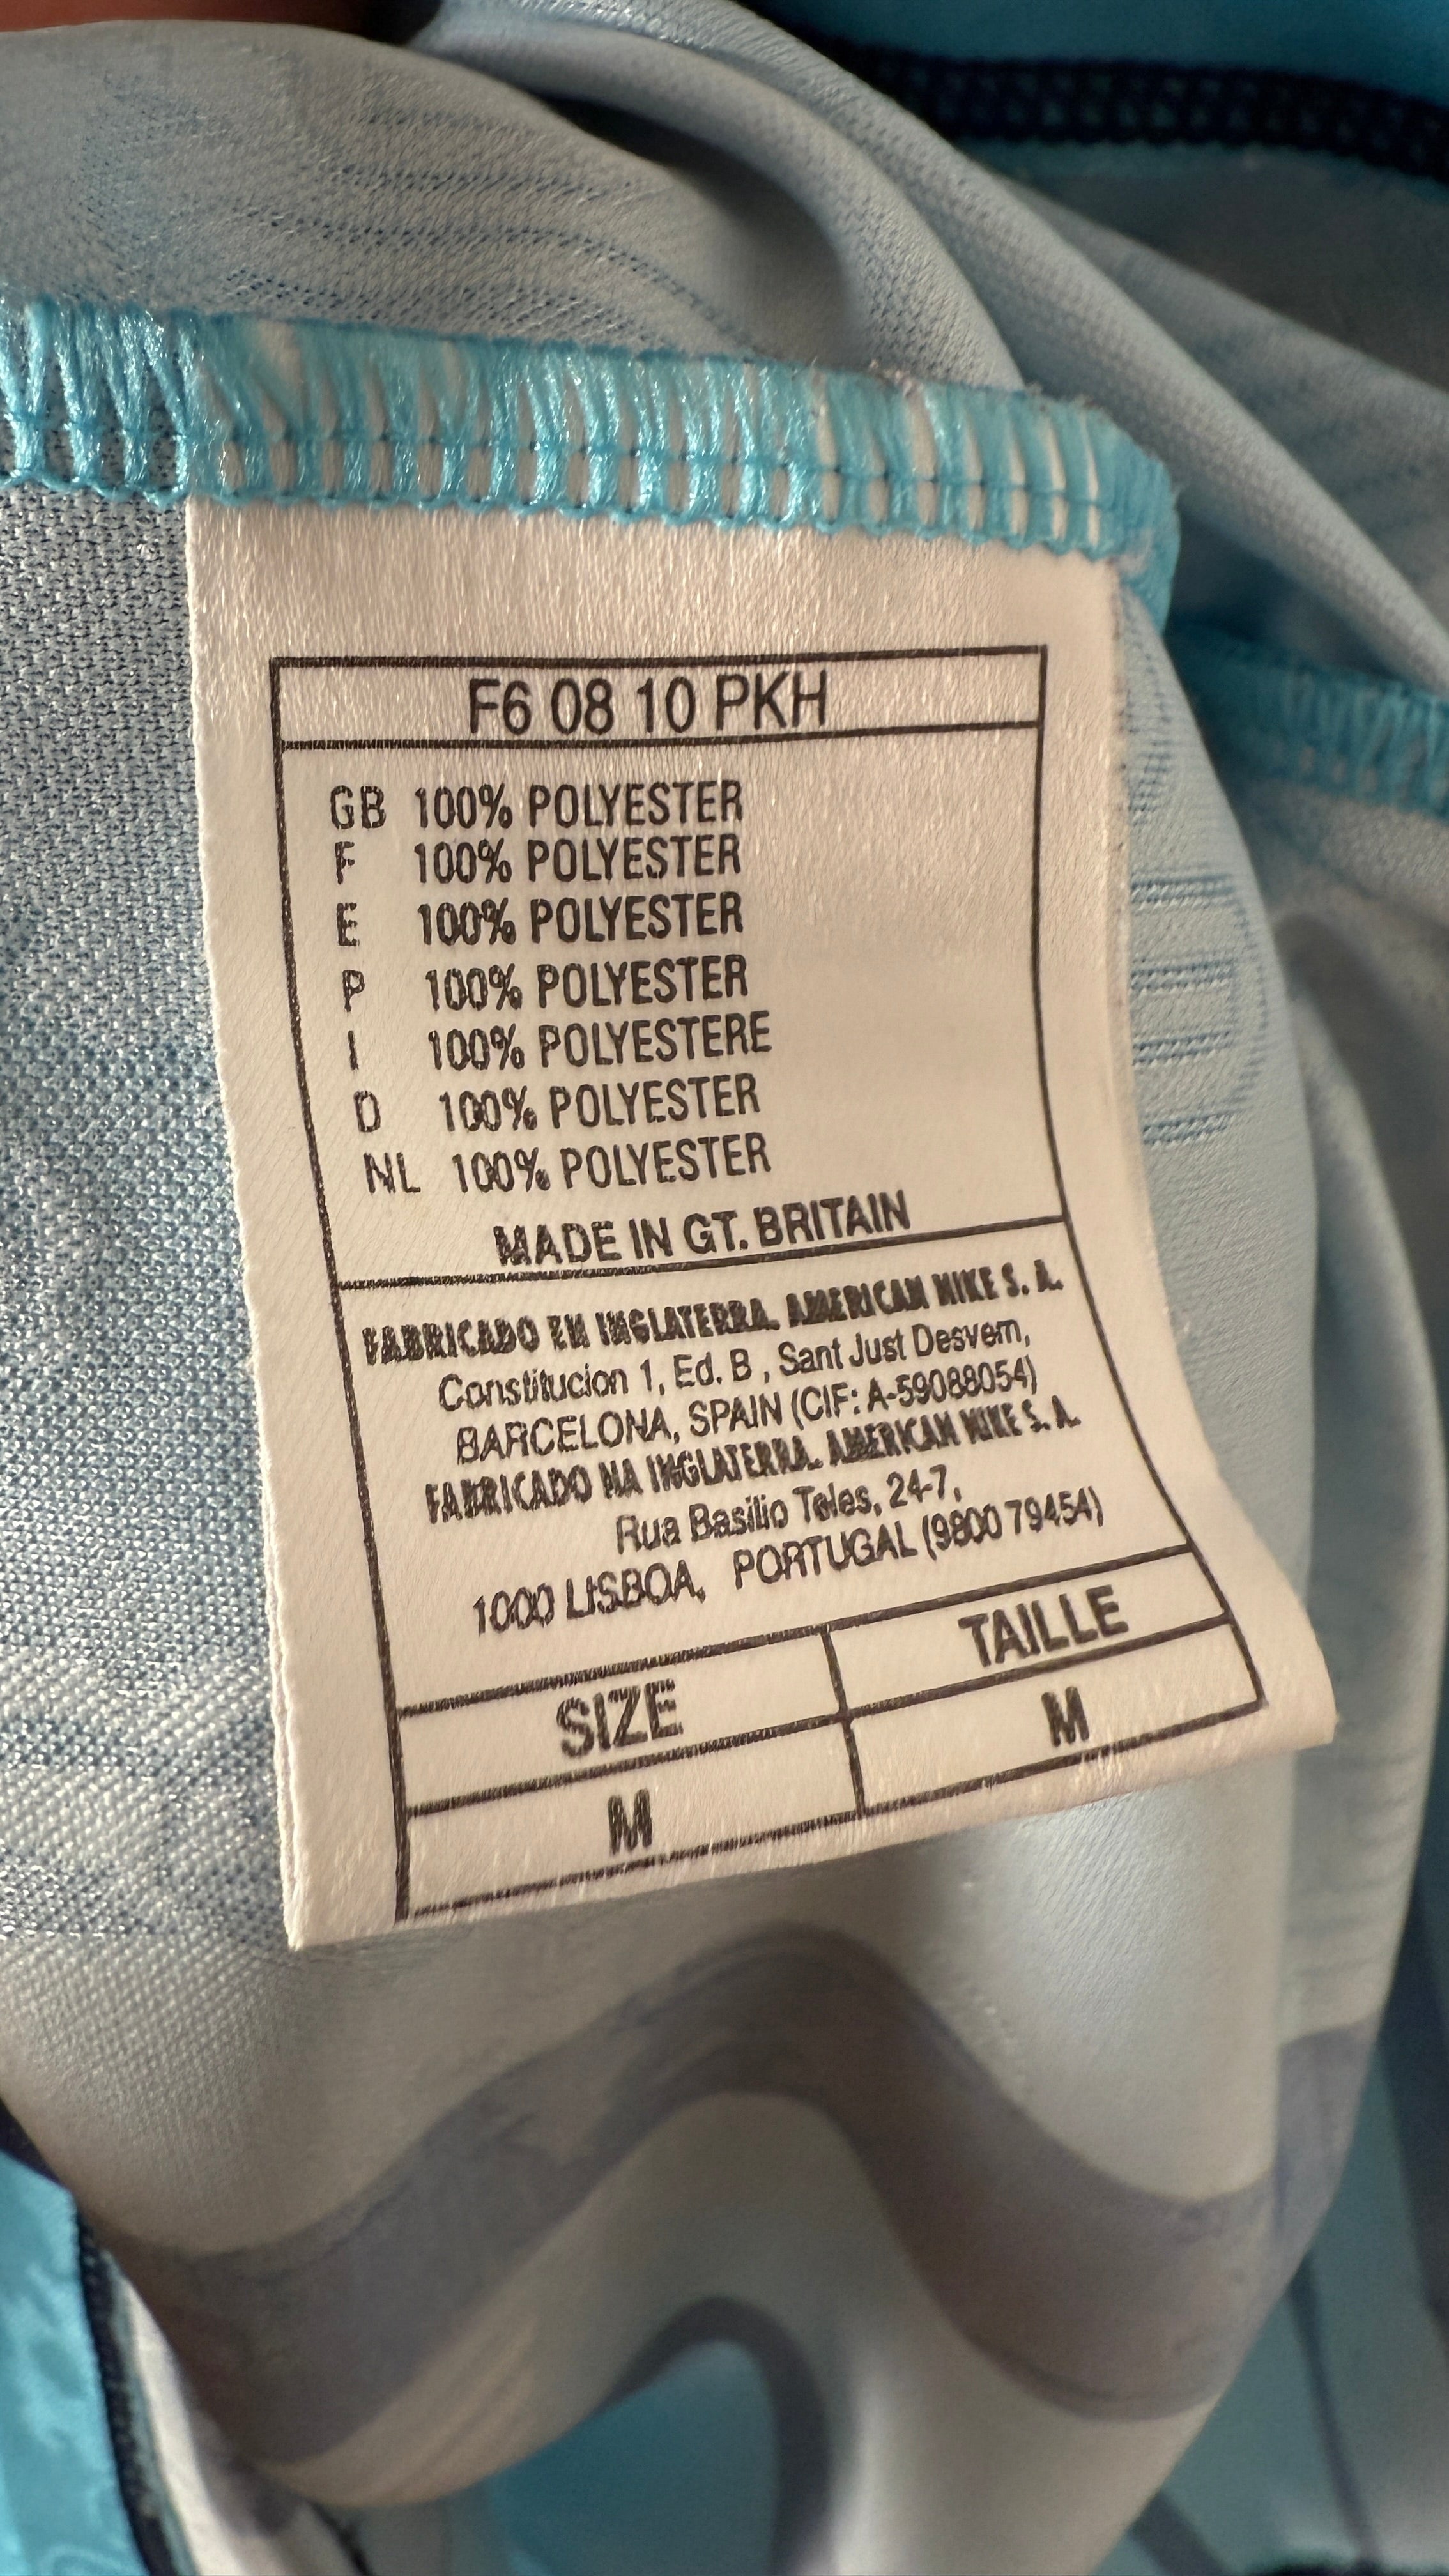 F6 08 10 PKH
GB 100% POLYESTER
F 100% POLYESTER
E 100% POLYESTER
P 100% POLYESTER
I 100% POLYESTERE
D 100% POLYESTER
NL 100% POLYESTER
MADE IN GT. BRITAIN
FABRICADO EN INGLATERRA. AMERICAN NIKE S. A.
Constitucion 1, Ed. B , Sant Just Desvern,
BARCELONA, SPAIN (CIF: A-59088054)
FABRICADO NA INGLATERRA. AMERICAN NIKE S. A.
Rua Basilio Teles, 24-7,
1000 LISBOA, PORTUGAL (9800 79454)
SIZE TAILLE
M M